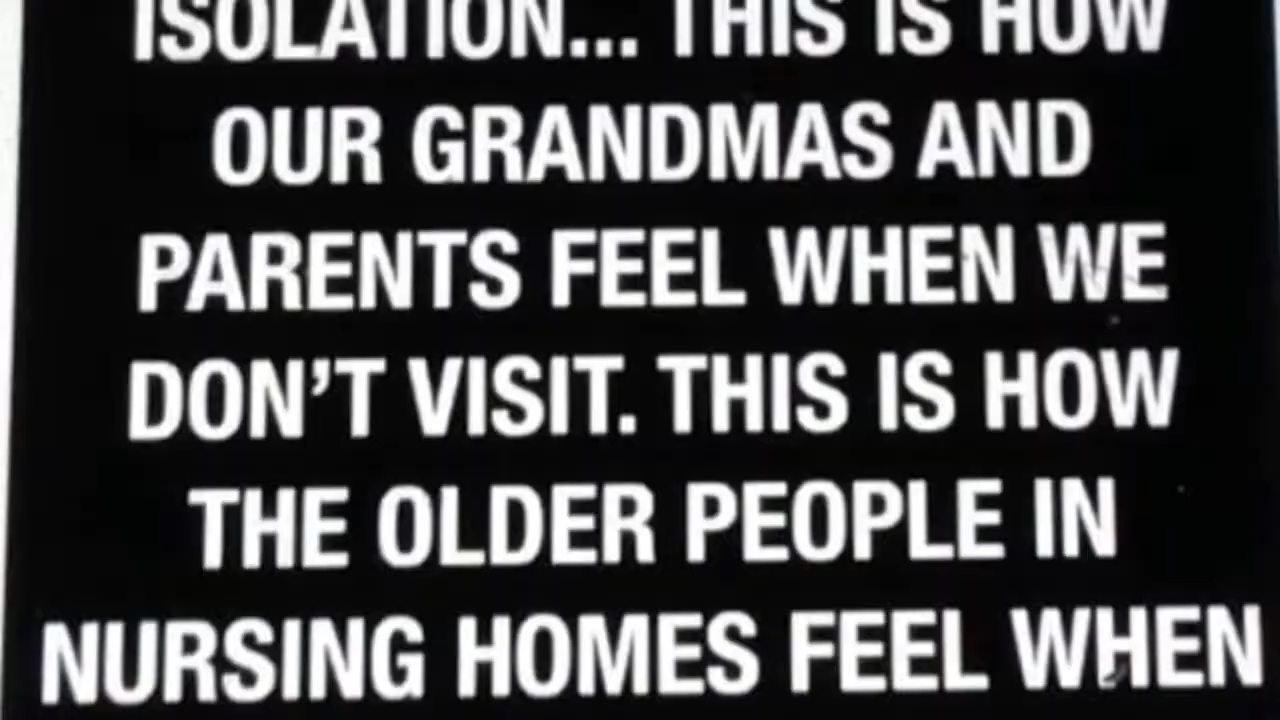 ISOLATION... THIS IS HOW
OUR GRANDMAS AND
PARENTS FEEL WHEN WE
DON'T VISIT. THIS IS HOW
THE OLDER PEOPLE IN
NURSING HOMES FEEL WHEN